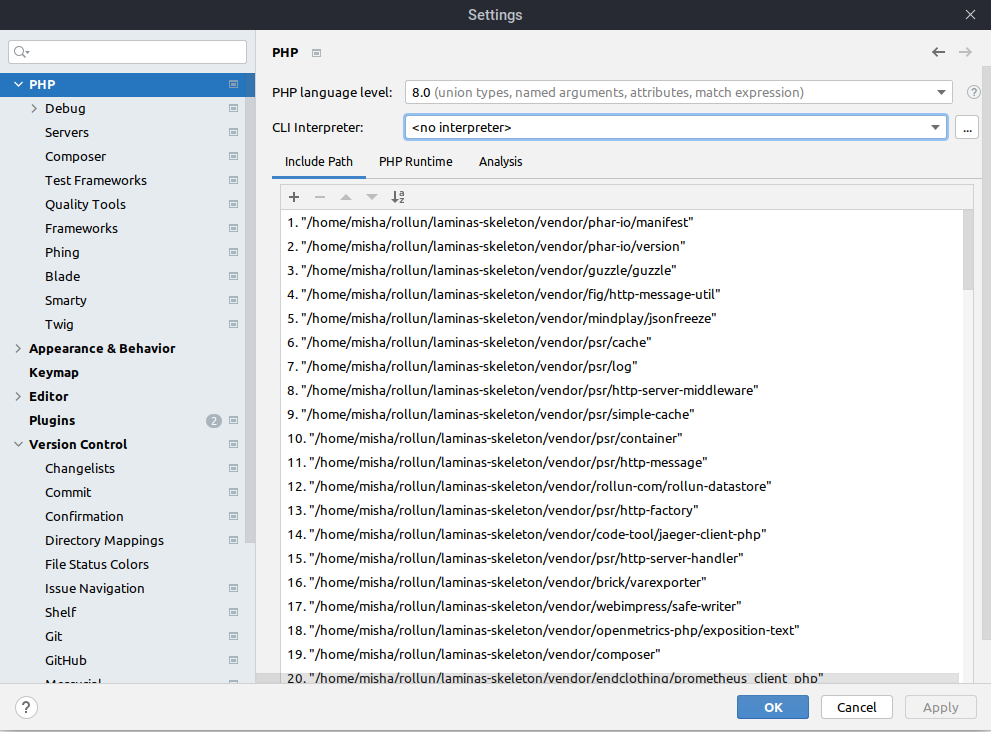 Settings
PHP
Debug
Servers
Composer
Test Frameworks
Quality Tools
Frameworks
Phing
Blade
Smarty
Twig
Appearance & Behavior
Keymap
Editor
Plugins 2
Version Control
Changelists
Commit
Confirmation
Directory Mappings
File Status Colors
Issue Navigation
Shelf
Git
GitHub
Mercurial
PHP
PHP language level: 8.0 (union types, named arguments, attributes, match expression) ?
CLI Interpreter: <no interpreter> ...
Include Path PHP Runtime Analysis
1. "/home/misha/rollun/laminas-skeleton/vendor/phar-io/manifest"
2. "/home/misha/rollun/laminas-skeleton/vendor/phar-io/version"
3. "/home/misha/rollun/laminas-skeleton/vendor/guzzle/guzzle"
4. "/home/misha/rollun/laminas-skeleton/vendor/fig/http-message-util"
5. "/home/misha/rollun/laminas-skeleton/vendor/mindplay/jsonfreeze"
6. "/home/misha/rollun/laminas-skeleton/vendor/psr/cache"
7. "/home/misha/rollun/laminas-skeleton/vendor/psr/log"
8. "/home/misha/rollun/laminas-skeleton/vendor/psr/http-server-middleware"
9. "/home/misha/rollun/laminas-skeleton/vendor/psr/simple-cache"
10. "/home/misha/rollun/laminas-skeleton/vendor/psr/container"
11. "/home/misha/rollun/laminas-skeleton/vendor/psr/http-message"
12. "/home/misha/rollun/laminas-skeleton/vendor/rollun-com/rollun-datastore"
13. "/home/misha/rollun/laminas-skeleton/vendor/psr/http-factory"
14. "/home/misha/rollun/laminas-skeleton/vendor/code-tool/jaeger-client-php"
15. "/home/misha/rollun/laminas-skeleton/vendor/psr/http-server-handler"
16. "/home/misha/rollun/laminas-skeleton/vendor/brick/varexporter"
17. "/home/misha/rollun/laminas-skeleton/vendor/webimpress/safe-writer"
18. "/home/misha/rollun/laminas-skeleton/vendor/openmetrics-php/exposition-text"
19. "/home/misha/rollun/laminas-skeleton/vendor/composer"
20. "/home/misha/rollun/laminas-skeleton/vendor/endclothing/prometheus_client_php"
? OK Cancel Apply